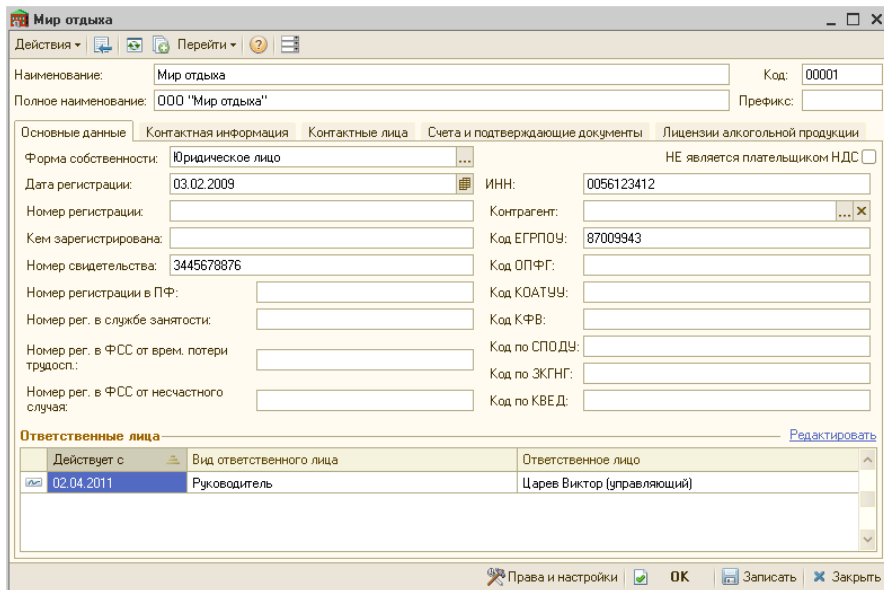 Мир отдыха
Действия Перейти
Наименование: Мир отдыха Код: 00001
Полное наименование: ООО "Мир отдыха" Префикс:
Основные данные Контактная информация Контактные лица Счета и подтверждающие документы Лицензии алкогольной продукции
Форма собственности: Юридическое лицо ... НЕ является плательщиком НДС
Дата регистрации: 03.02.2009 ИНН: 0056123412
Номер регистрации: Контрагент: ...
Кем зарегистрирована: Код ЕГРПОУ: 87009943
Номер свидетельства: 3445678876 Код ОПФГ:
Номер регистрации в ПФ: Код КОАТУУ:
Номер рег. в службе занятости: Код КФВ:
Номер рег. в ФСС от врем. потери
трудосп.:
Код по СПОДУ:
Код по ЗКГНГ:
Номер рег. в ФСС от несчастного
случая:
Код по КВЕД:
Ответственные лица Редактировать
Действует с Вид ответственного лица Ответственное лицо
02.04.2011 Руководитель Царев Виктор (управляющий)
Права и настройки OK Записать Закрыть